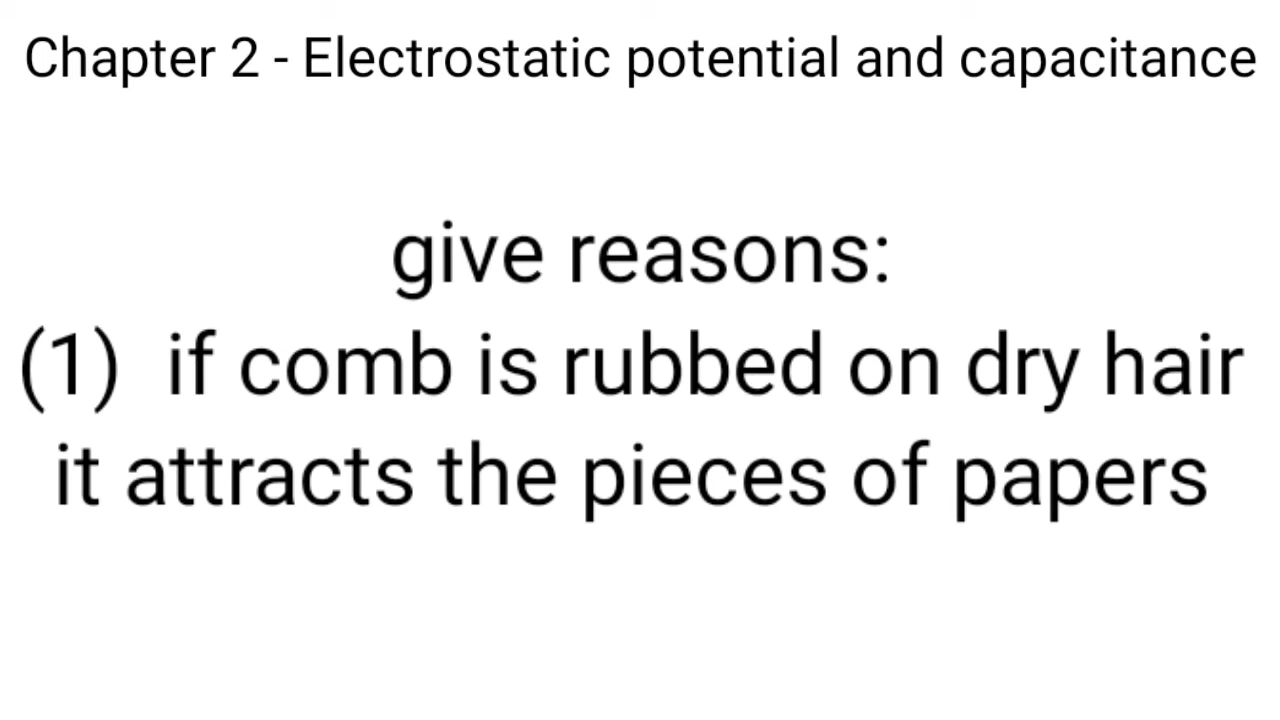 Chapter 2 - Electrostatic potential and capacitance
give reasons:
(1) if comb is rubbed on dry hair
it attracts the pieces of papers